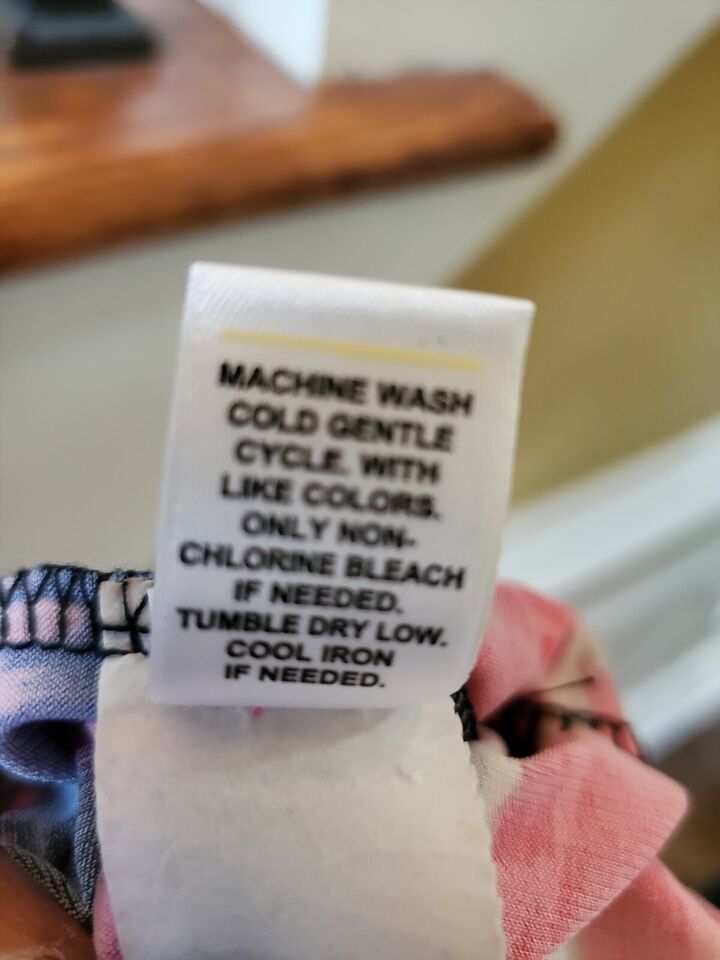 MACHINE WASH
COLD GENTLE
CYCLE. WITH
LIKE COLORS.
ONLY NON-
CHLORINE BLEACH
IF NEEDED.
TUMBLE DRY LOW.
COOL IRON
IF NEEDED.